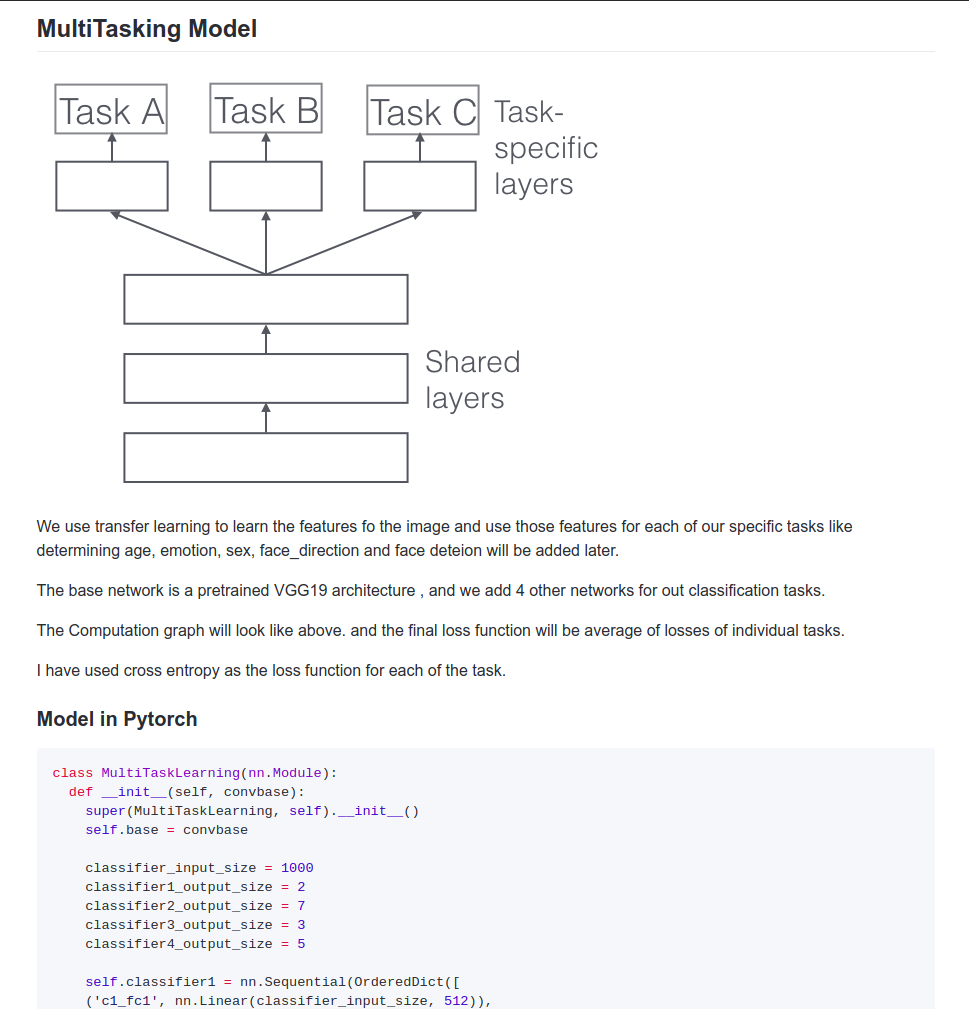 MultiTasking Model
Task A
Task B
Task C
Task-
specific
layers
Shared
layers
We use transfer learning to learn the features fo the image and use those features for each of our specific tasks like
determining age, emotion, sex, face_direction and face deteion will be added later.
The base network is a pretrained VGG19 architecture , and we add 4 other networks for out classification tasks.
The Computation graph will look like above. and the final loss function will be average of losses of individual tasks.
I have used cross entropy as the loss function for each of the task.
Model in Pytorch
class MultiTaskLearning(nn.Module):
  def __init__(self, convbase):
    super(MultiTaskLearning, self).__init__()
    self.base = convbase
    classifier_input_size = 1000
    classifier1_output_size = 2
    classifier2_output_size = 7
    classifier3_output_size = 3
    classifier4_output_size = 5
    self.classifier1 = nn.Sequential(OrderedDict([
    ('c1_fc1', nn.Linear(classifier_input_size, 512)),